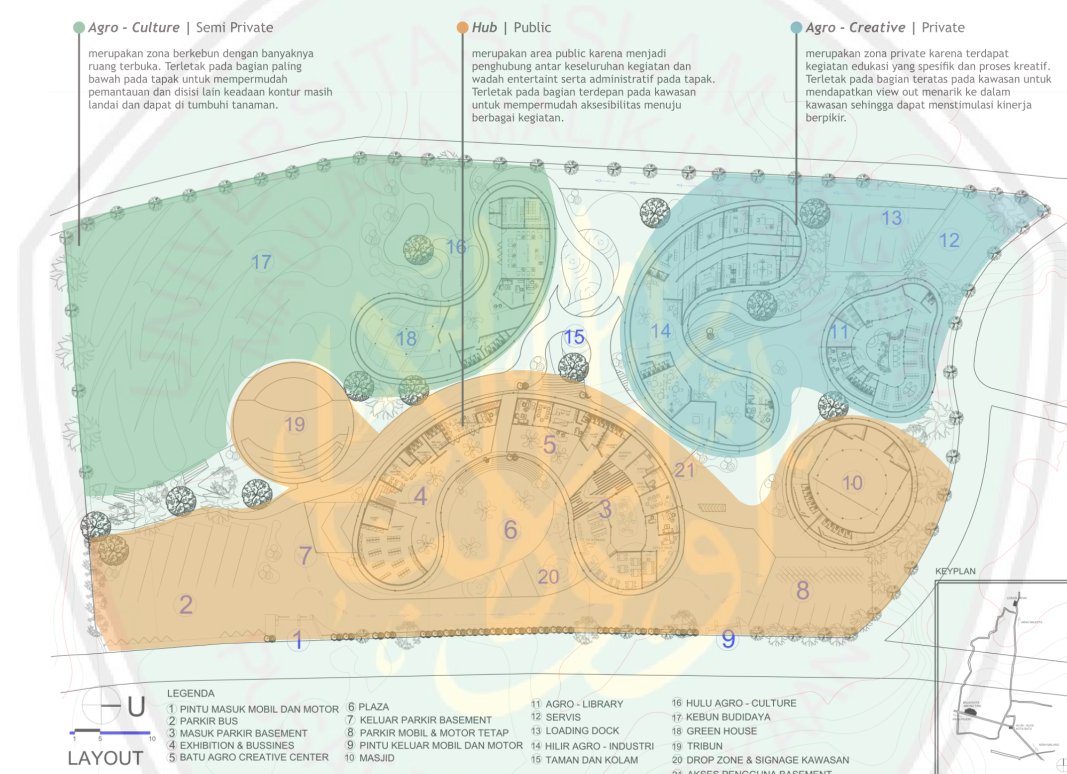 Agro - Culture | Semi Private
merupakan zona berkebun dengan banyaknya
ruang terbuka. Terletak pada bagian paling
bawah pada tapak untuk mempermudah
pemantauan dan disisi lain keadaan kontur masih
landai dan dapat di tumbuhi tanaman.
Hub | Public
merupakan area public karena menjadi
penghubung antar keseluruhan kegiatan dan
wadah entertaint serta administratif pada tapak.
Terletak pada bagian terdepan pada kawasan
untuk mempermudah aksesibilitas menuju
berbagai kegiatan.
Agro - Creative | Private
merupakan zona private karena terdapat
kegiatan edukasi yang spesifik dan proses kreatif.
Terletak pada bagian teratas pada kawasan untuk
mendapatkan view out menarik ke dalam
kawasan sehingga dapat menstimulasi kinerja
berpikir.
13
12
16
17
14
11
15
18
19
5
21
10
4
3
6
7
20
8
2
1
9
KEYPLAN
U
1 5 10
LAYOUT
LEGENDA
1 PINTU MASUK MOBIL DAN MOTOR
2 PARKIR BUS
3 MASUK PARKIR BASEMENT
4 EXHIBITION & BUSSINES
5 BATU AGRO CREATIVE CENTER
6 PLAZA
7 KELUAR PARKIR BASEMENT
8 PARKIR MOBIL & MOTOR TETAP
9 PINTU KELUAR MOBIL DAN MOTOR
10 MASJID
11 AGRO - LIBRARY
12 SERVIS
13 LOADING DOCK
14 HILIR AGRO - INDUSTRI
15 TAMAN DAN KOLAM
16 HULU AGRO - CULTURE
17 KEBUN BUDIDAYA
18 GREEN HOUSE
19 TRIBUN
20 DROP ZONE & SIGNAGE KAWASAN
21 AKSES PENGGUNA BASEMENT